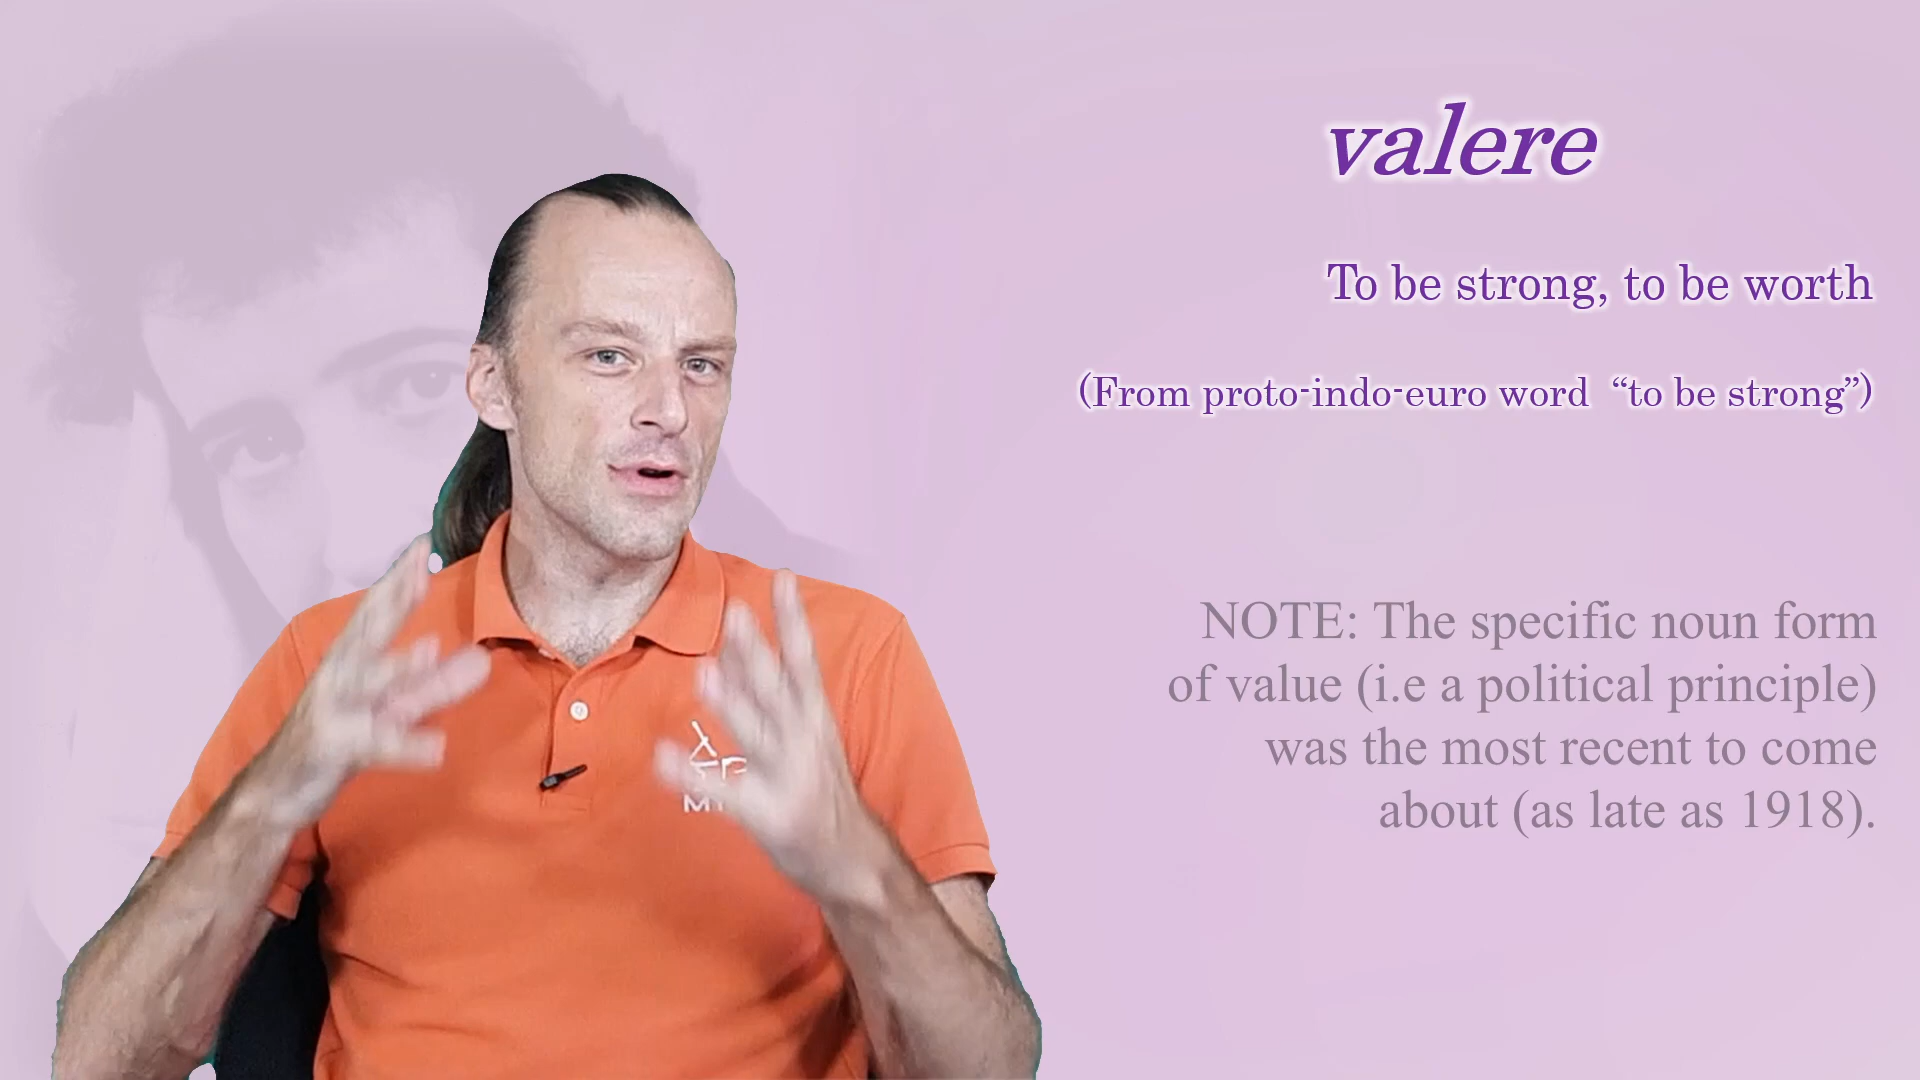 valere
To be strong, to be worth
(From proto-indo-euro word “to be strong”)
NOTE: The specific noun form
of value (i.e a political principle)
was the most recent to come
about (as late as 1918).